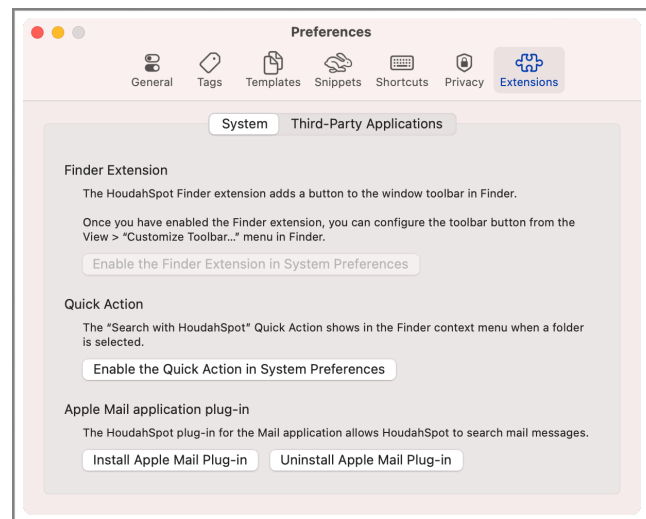 Preferences
General Tags Templates Snippets Shortcuts Privacy Extensions
System Third-Party Applications
Finder Extension
The HoudahSpot Finder extension adds a button to the window toolbar in Finder.
Once you have enabled the Finder extension, you can configure the toolbar button from the
View > “Customize Toolbar...” menu in Finder.
Enable the Finder Extension in System Preferences
Quick Action
The “Search with HoudahSpot” Quick Action shows in the Finder context menu when a folder
is selected.
Enable the Quick Action in System Preferences
Apple Mail application plug-in
The HoudahSpot plug-in for the Mail application allows HoudahSpot to search mail messages.
Install Apple Mail Plug-in Uninstall Apple Mail Plug-in